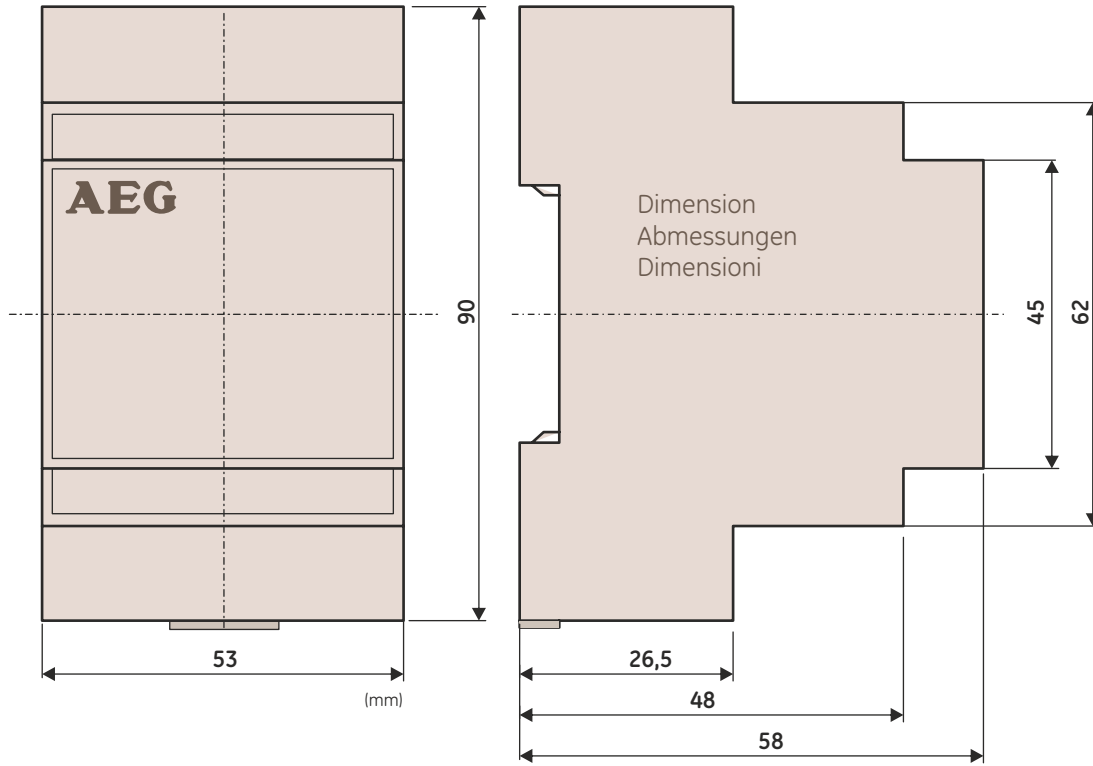 AEG
Dimension
Abmessungen
Dimensioni
90
45
62
53
(mm)
26,5
48
58